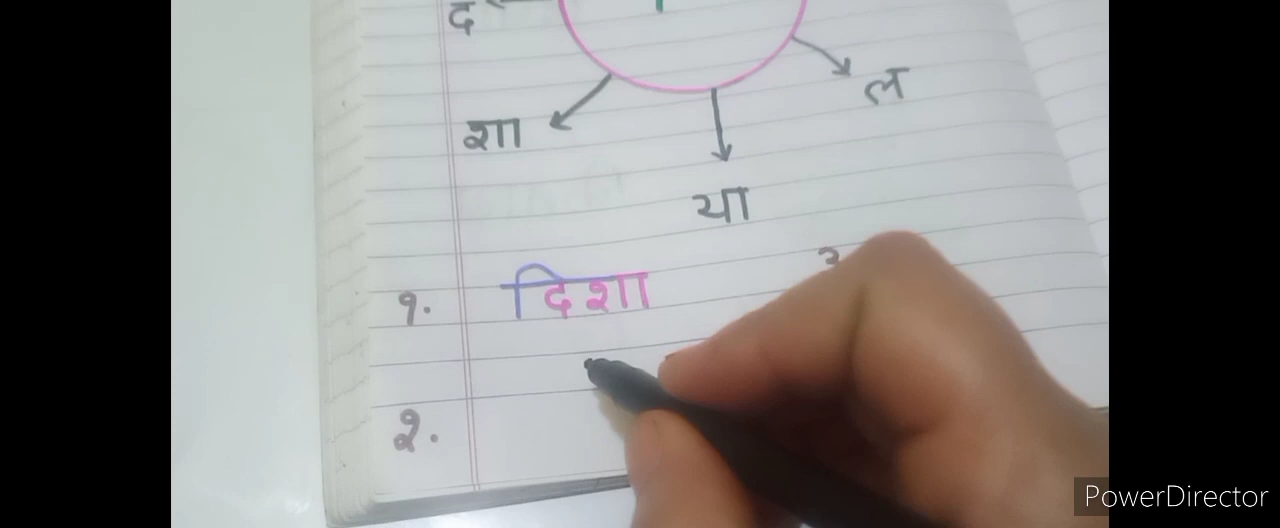 द
ल
शा
या
१. दिशा
२.
PowerDirector